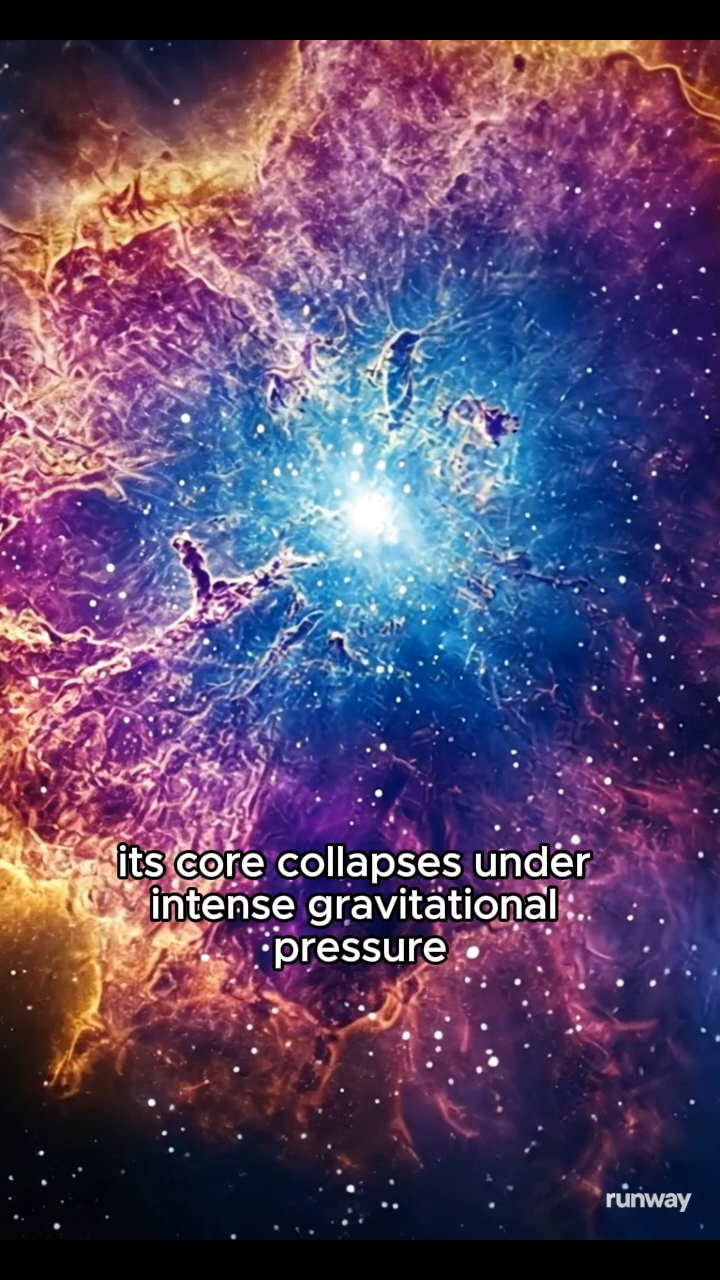 its core collapses under
intense gravitational
pressure
runway